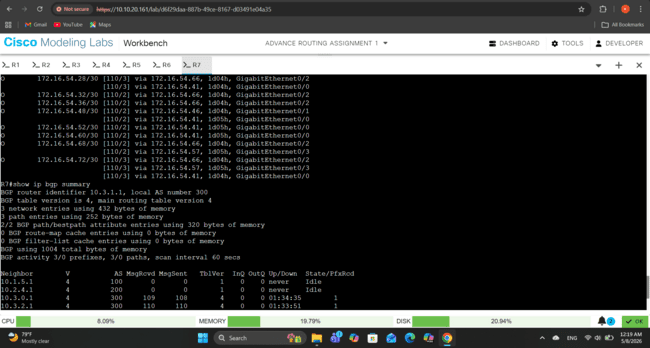 Not secure https://10.10.20.161/lab/d6f29daa-887b-49ce-8167-d03491e04a35
Gmail YouTube Maps All Bookmarks
Cisco Modeling Labs Workbench ADVANCE ROUTING ASSIGNMENT 1 DASHBOARD TOOLS DEVELOPER
R1 R2 R3 R4 R5 R6 R7
O 172.16.54.28/30 [110/3] via 172.16.54.66, 1d04h, GigabitEthernet0/2
[110/3] via 172.16.54.41, 1d04h, GigabitEthernet0/0
O 172.16.54.32/30 [110/2] via 172.16.54.66, 1d04h, GigabitEthernet0/2
O 172.16.54.36/30 [110/2] via 172.16.54.66, 1d04h, GigabitEthernet0/2
O 172.16.54.48/30 [110/2] via 172.16.54.46, 1d04h, GigabitEthernet0/1
[110/2] via 172.16.54.41, 1d05h, GigabitEthernet0/0
O 172.16.54.52/30 [110/2] via 172.16.54.41, 1d05h, GigabitEthernet0/0
O 172.16.54.60/30 [110/2] via 172.16.54.41, 1d05h, GigabitEthernet0/0
O 172.16.54.68/30 [110/2] via 172.16.54.66, 1d04h, GigabitEthernet0/2
[110/2] via 172.16.54.57, 1d05h, GigabitEthernet0/3
O 172.16.54.72/30 [110/3] via 172.16.54.66, 1d04h, GigabitEthernet0/2
[110/3] via 172.16.54.57, 1d05h, GigabitEthernet0/3
[110/3] via 172.16.54.41, 1d04h, GigabitEthernet0/0
R7#show ip bgp summary
BGP router identifier 10.3.1.1, local AS number 300
BGP table version is 4, main routing table version 4
3 network entries using 432 bytes of memory
3 path entries using 252 bytes of memory
2/2 BGP path/bestpath attribute entries using 320 bytes of memory
0 BGP route-map cache entries using 0 bytes of memory
0 BGP filter-list cache entries using 0 bytes of memory
BGP using 1004 total bytes of memory
BGP activity 3/0 prefixes, 3/0 paths, scan interval 60 secs
Neighbor V AS MsgRcvd MsgSent TblVer InQ OutQ Up/Down State/PfxRcd
10.1.5.1 4 100 0 0 1 0 0 never Idle
10.2.4.1 4 200 0 0 1 0 0 never Idle
10.3.0.1 4 300 109 108 4 0 0 01:34:35 1
10.3.2.1 4 300 110 110 4 0 0 01:33:51 1
CPU 8.09% MEMORY 19.79% DISK 20.94% 2 OK
79°F
Mostly clear
Search
ENG
12:19 AM
5/8/2026